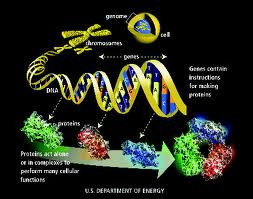 genome
chromosomes
cell
genes
Genes contain
instructions
for making
proteins
DNA
proteins
Proteins act alone
or in complexes to
perform many cellular
functions
U.S. DEPARTMENT OF ENERGY